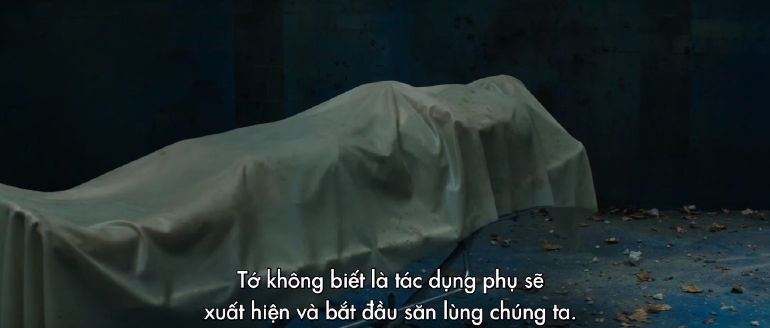 Tớ không biết là tác dụng phụ sẽ
xuất hiện và bắt đầu săn lùng chúng ta.